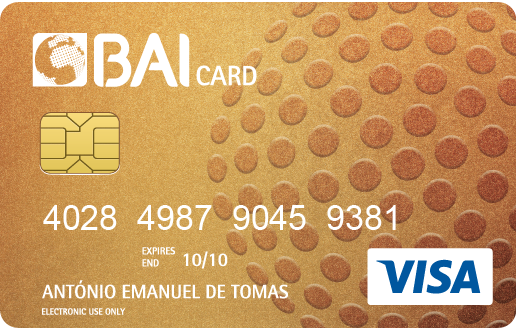 BAI CARD
4028 4987 9045 9381
EXPIRES
END 10/10
ANTÓNIO EMANUEL DE TOMAS
VISA
ELECTRONIC USE ONLY